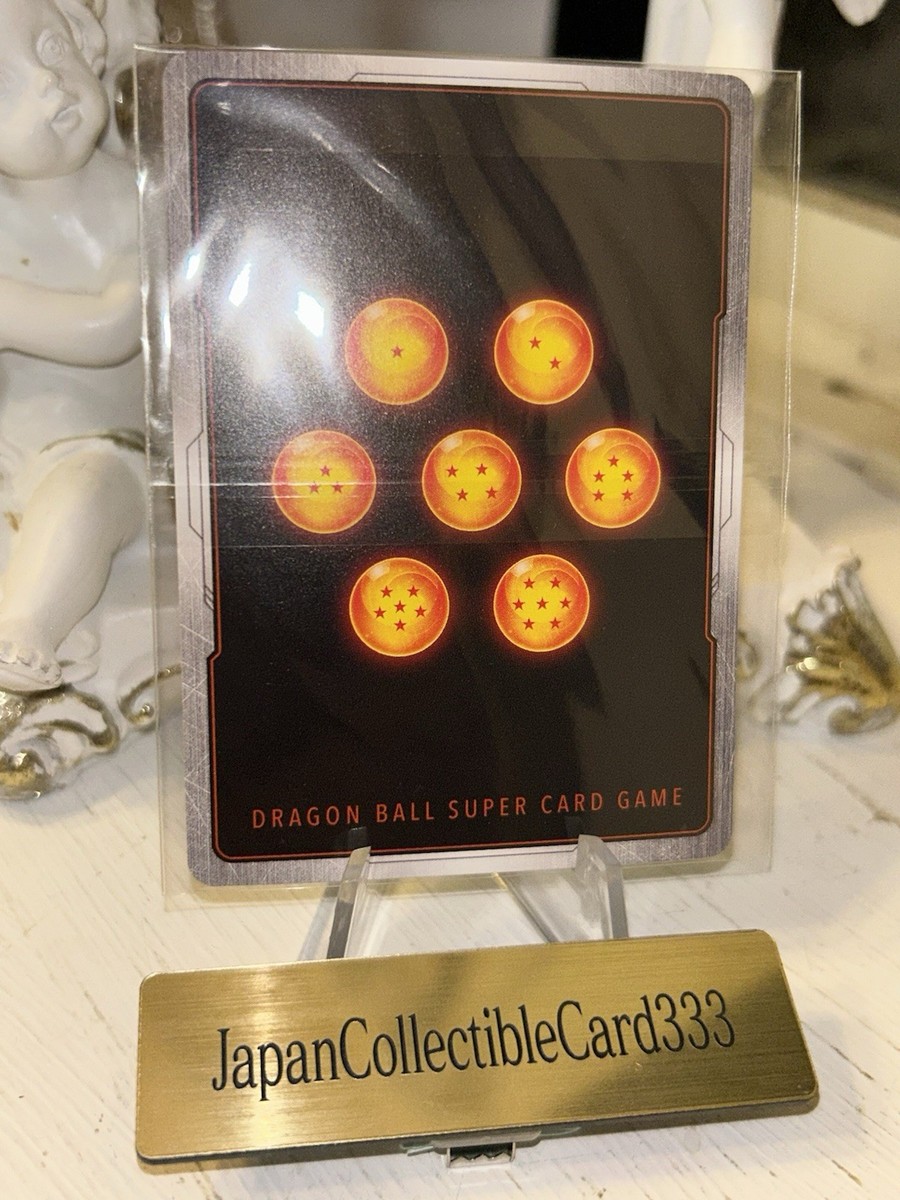 DRAGON BALL SUPER CARD GAME
JapanCollectibleCard333